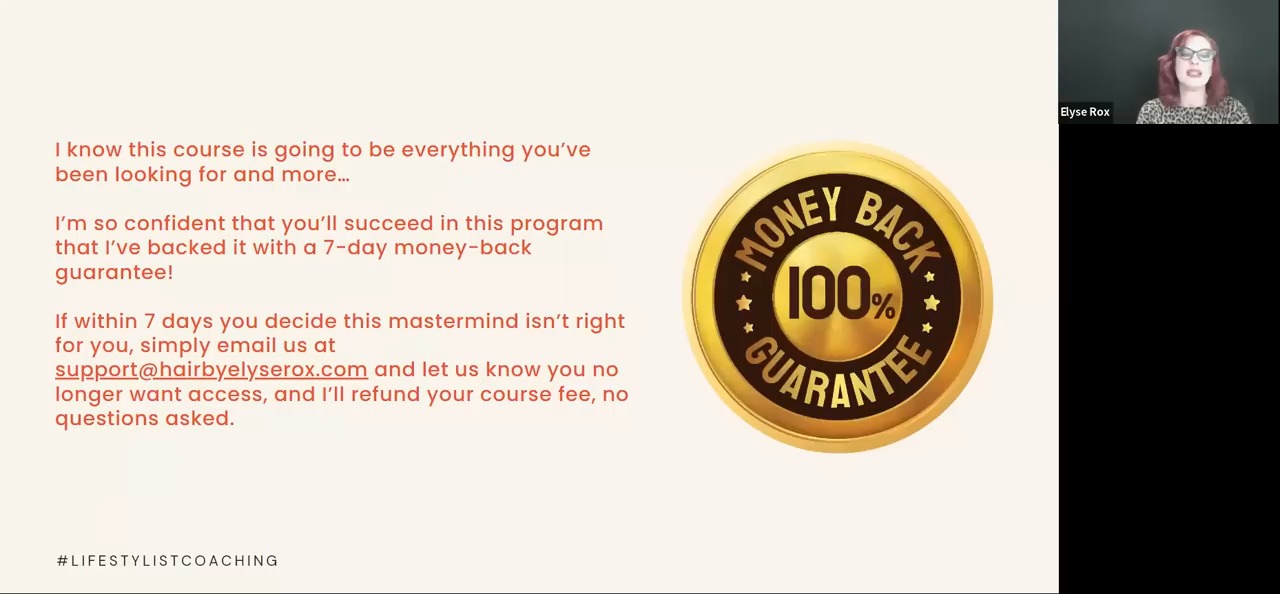 I know this course is going to be everything you’ve
been looking for and more…
I’m so confident that you’ll succeed in this program
that I’ve backed it with a 7-day money-back
guarantee!
If within 7 days you decide this mastermind isn’t right
for you, simply email us at
support@hairbyelyserox.com and let us know you no
longer want access, and I’ll refund your course fee, no
questions asked.
MONEY BACK
100%
GUARANTEE
#LIFESTYLISTCOACHING
Elyse Rox